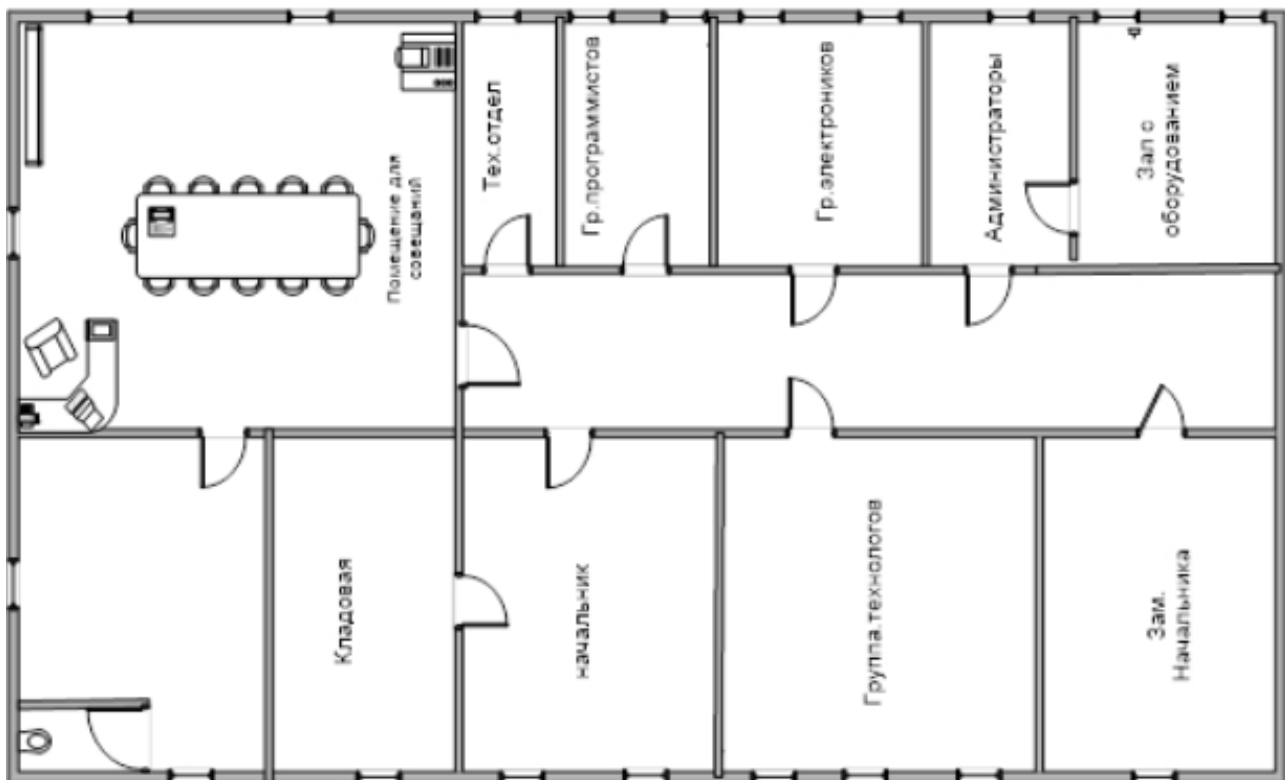 Помещение для
совещаний
Тех.отдел
Гр.программистов
Гр.электроников
Администраторы
Зал с
оборудованием
Кладовая
начальник
Группа.технологов
Зам.
Начальника